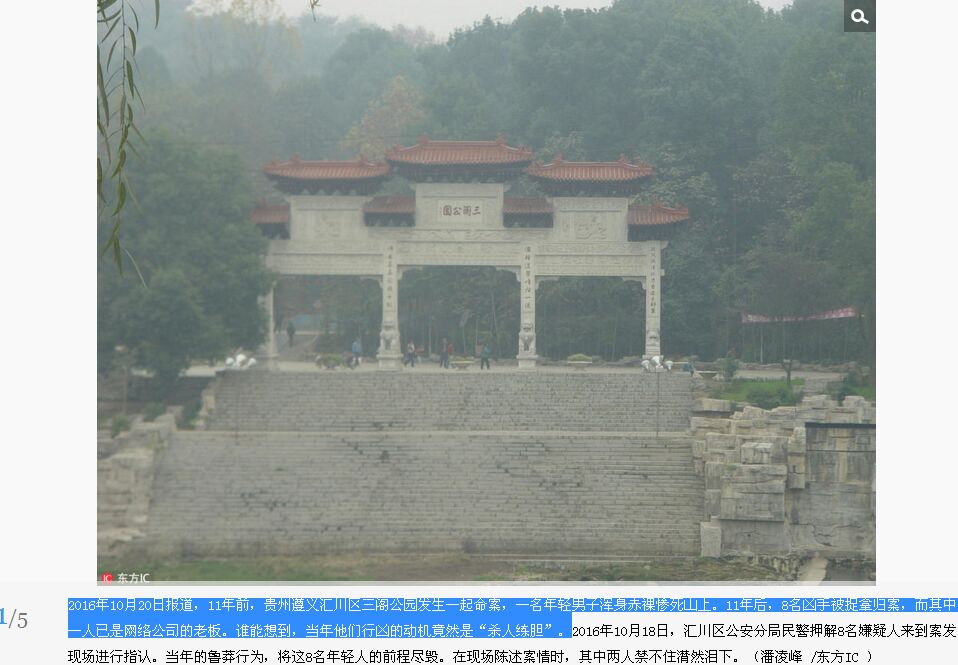 园公阁三
IC 东方IC
1/5
2016年10月20日报道，11年前，贵州遵义汇川区三阁公园发生一起命案，一名年轻男子浑身赤裸惨死山上。11年后，8名凶手被捉拿归案，而其中
一人已是网络公司的老板。谁能想到，当年他们行凶的动机竟然是“杀人练胆”。2016年10月18日，汇川区公安分局民警押解8名嫌疑人来到案发
现场进行指认。当年的鲁莽行为，将这8名年轻人的前程尽毁。在现场陈述案情时，其中两人禁不住潸然泪下。（潘凌峰 /东方IC ）